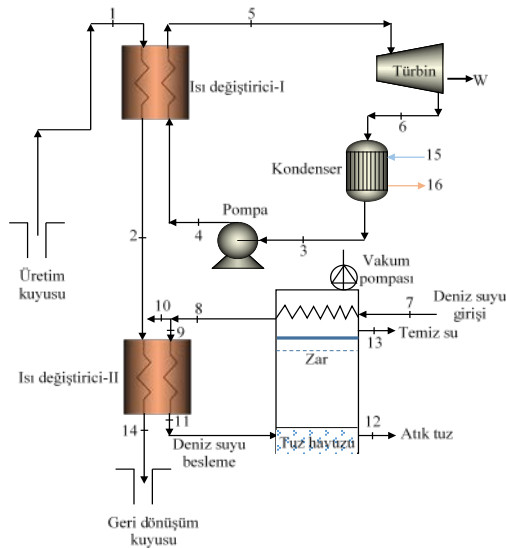 1
5
Isı değiştirici-I
Türbin
W
6
15
Kondenser
16
Pompa
4
3
2
Üretim
kuyusu
Vakum
pompası
10
8
7
Deniz suyu
girişi
9
13
Temiz su
Zar
Isı değiştirici-II
11
12
14
Deniz suyu
besleme
Tuz havuzu
Atık tuz
Geri dönüşüm
kuyusu